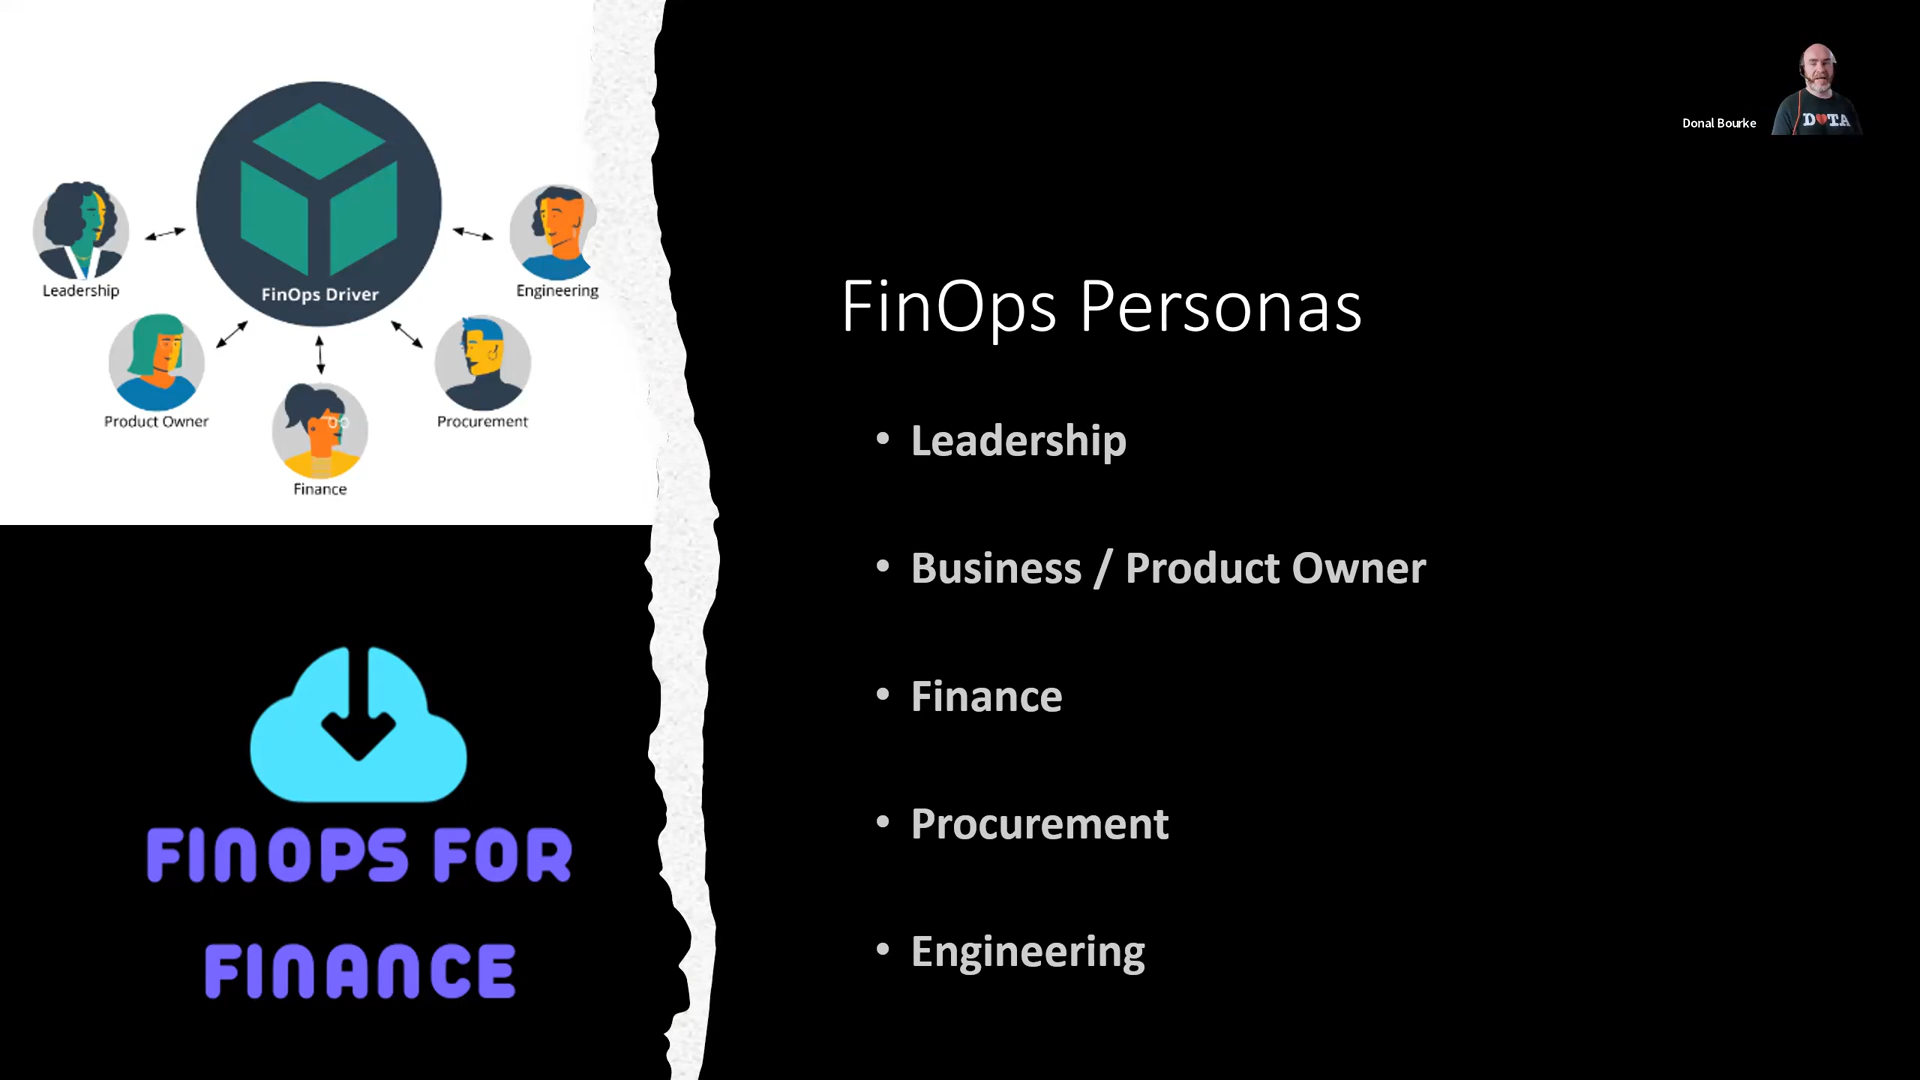 FinOps Driver
Leadership
Engineering
Product Owner
Procurement
Finance
FINOPS FOR
FINANCE
Donal Bourke
D TA
FinOps Personas
• Leadership
• Business / Product Owner
• Finance
• Procurement
• Engineering